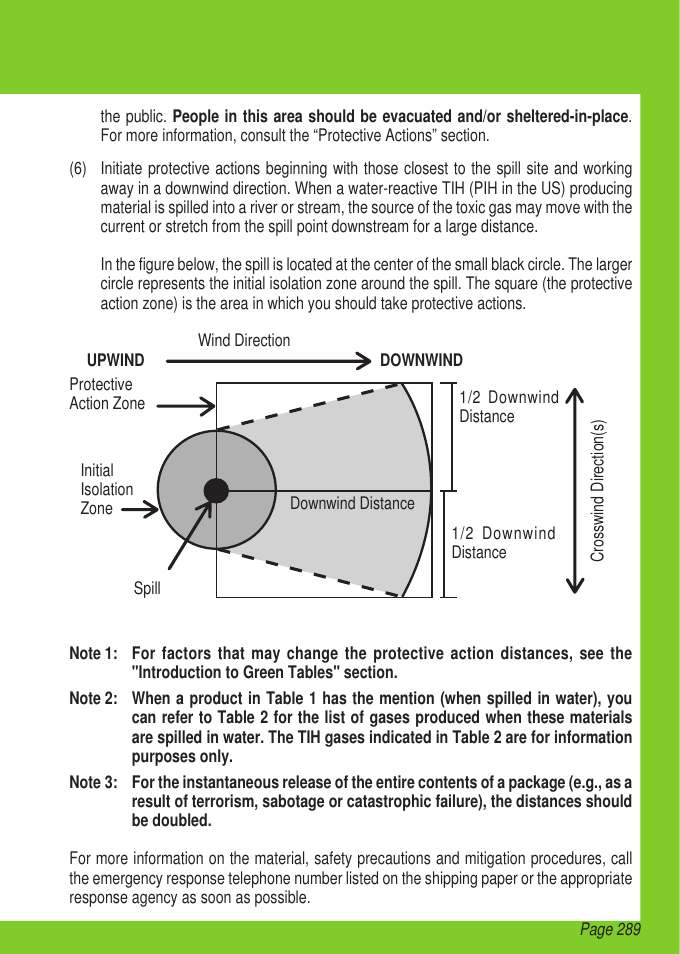 the public. People in this area should be evacuated and/or sheltered-in-place.
For more information, consult the “Protective Actions” section.
(6) Initiate protective actions beginning with those closest to the spill site and working
away in a downwind direction. When a water-reactive TIH (PIH in the US) producing
material is spilled into a river or stream, the source of the toxic gas may move with the
current or stretch from the spill point downstream for a large distance.
In the figure below, the spill is located at the center of the small black circle. The larger
circle represents the initial isolation zone around the spill. The square (the protective
action zone) is the area in which you should take protective actions.
Wind Direction
UPWIND
DOWNWIND
Protective
Action Zone
1/2 Downwind
Distance
Initial
Isolation
Zone
Downwind Distance
Crosswind Direction(s)
1/2 Downwind
Distance
Spill
Note 1: For factors that may change the protective action distances, see the
"Introduction to Green Tables" section.
Note 2: When a product in Table 1 has the mention (when spilled in water), you
can refer to Table 2 for the list of gases produced when these materials
are spilled in water. The TIH gases indicated in Table 2 are for information
purposes only.
Note 3: For the instantaneous release of the entire contents of a package (e.g., as a
result of terrorism, sabotage or catastrophic failure), the distances should
be doubled.
For more information on the material, safety precautions and mitigation procedures, call
the emergency response telephone number listed on the shipping paper or the appropriate
response agency as soon as possible.
Page 289